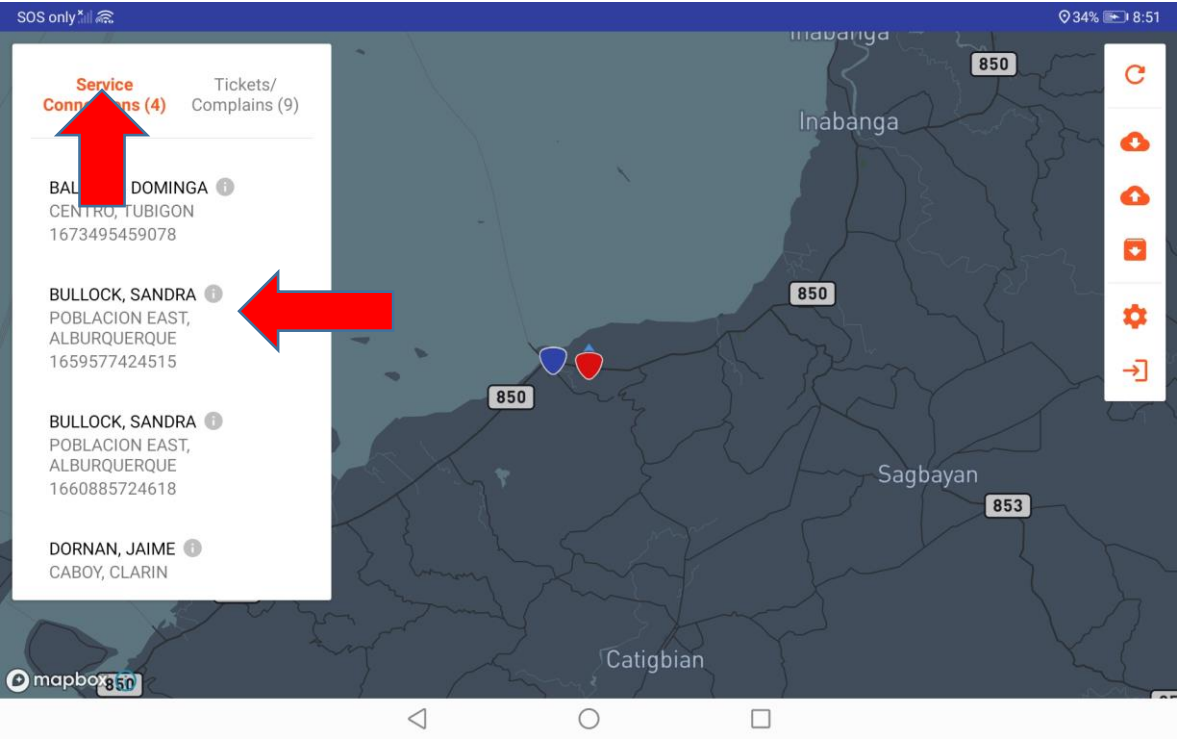 SOS only
34%
8:51
Service
(4)
Tickets/
Complains (9)
DOMINGA
CENTRO, TUBIGON
1673495459078
BULLOCK, SANDRA
POBLACION EAST,
ALBURQUERQUE
1659577424515
BULLOCK, SANDRA
POBLACION EAST,
ALBURQUERQUE
1660885724618
DORNAN, JAIME
CABOY, CLARIN
Inabanga
850
Inabanga
850
850
Sagbayan
853
Catigbian
mapbox
850